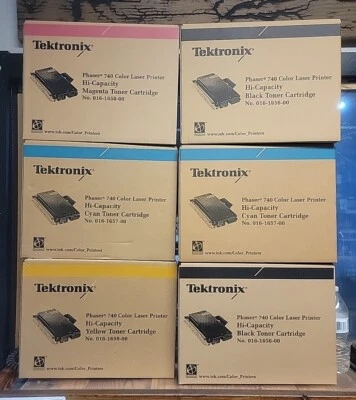 Tektronix
Phaser® 740 Color Laser Printer
Hi-Capacity
Magenta Toner Cartridge
No. 016-1658-00
www.tek.com/Color_Printers
Tektronix
Phaser® 740 Color Laser Printer
Hi-Capacity
Black Toner Cartridge
No. 016-1656-00
www.tek.com/Color_Printers
Tektronix
Phaser® 740 Color Laser Printer
Hi-Capacity
Cyan Toner Cartridge
No. 016-1657-00
www.tek.com/Color_Printers
Tektronix
Phaser® 740 Color Laser Printer
Hi-Capacity
Cyan Toner Cartridge
No. 016-1657-00
www.tek.com/Color_Printers
Tektronix
Phaser® 740 Color Laser Printer
Hi-Capacity
Yellow Toner Cartridge
No. 016-1659-00
www.tek.com/Color_Printers
Tektronix
Phaser® 740 Color Laser Printer
Hi-Capacity
Black Toner Cartridge
No. 016-1656-00
www.tek.com/Color_Printers